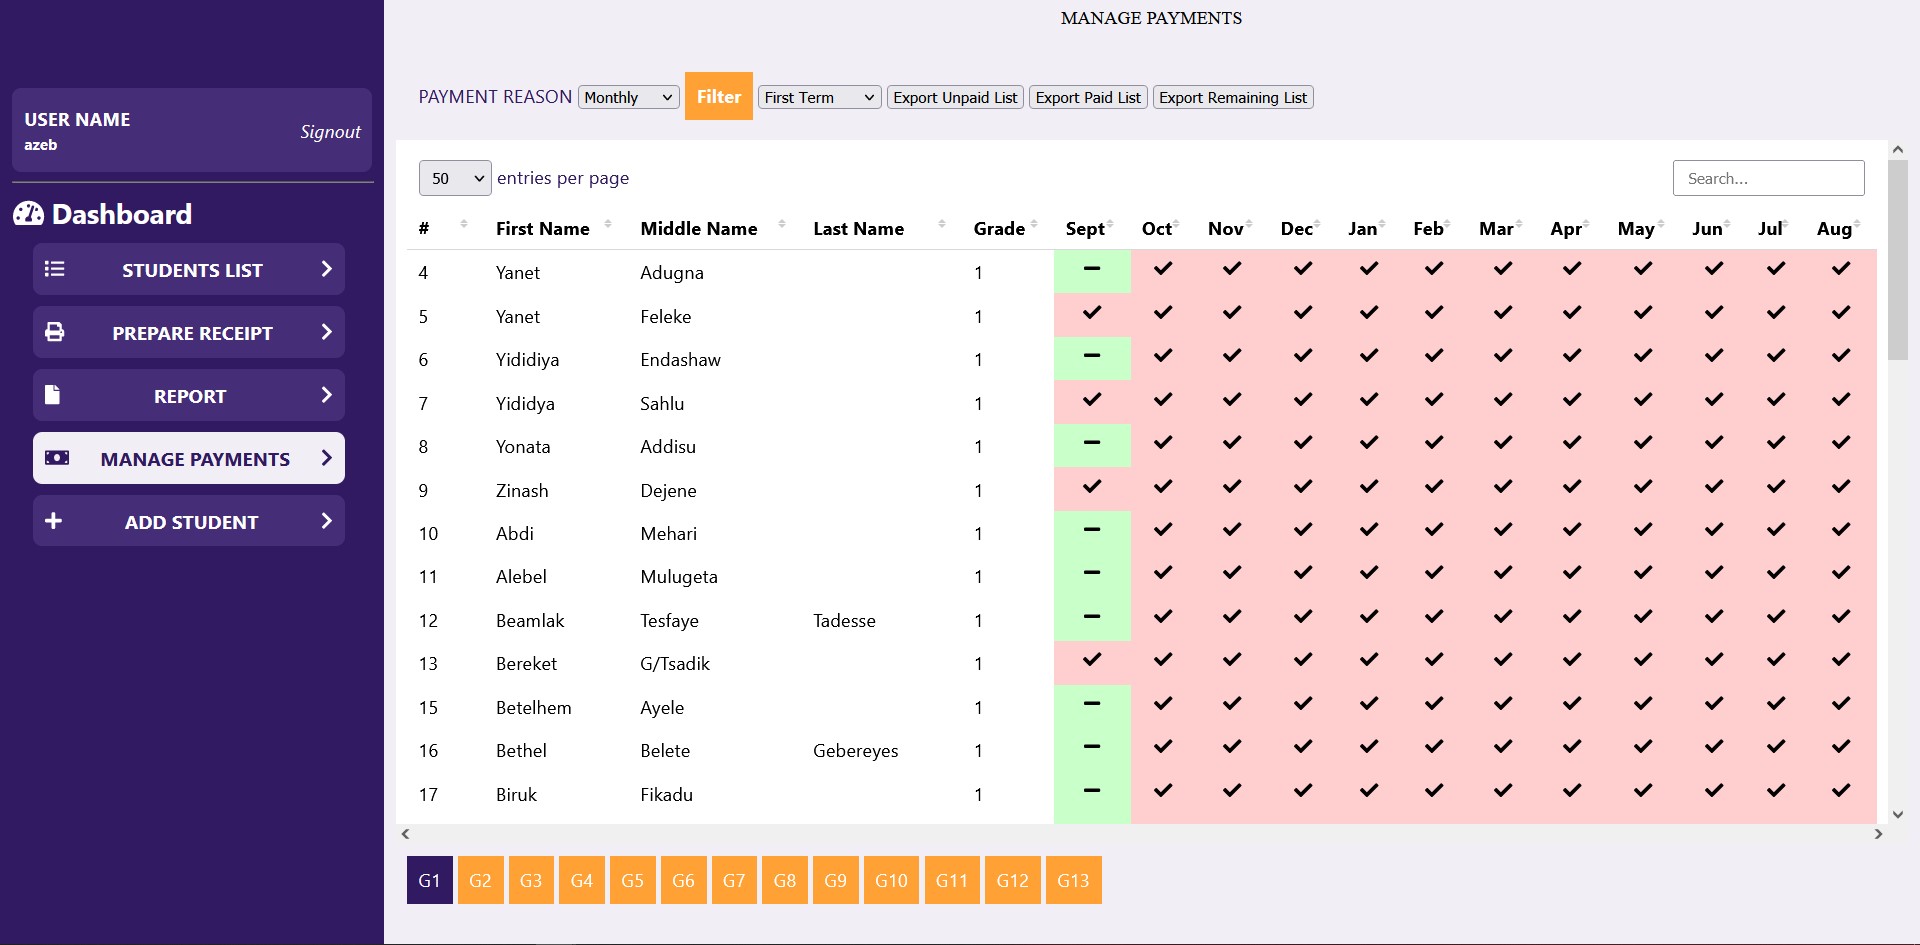 MANAGE PAYMENTS
USER NAME
azeb
Signout
Dashboard
STUDENTS LIST
PREPARE RECEIPT
REPORT
MANAGE PAYMENTS
ADD STUDENT
PAYMENT REASON Monthly Filter First Term Export Unpaid List Export Paid List Export Remaining List
50 entries per page Search...
# First Name Middle Name Last Name Grade Sept Oct Nov Dec Jan Feb Mar Apr May Jun Jul Aug
4 Yanet Adugna 1
5 Yanet Feleke 1
6 Yididiya Endashaw 1
7 Yididya Sahlu 1
8 Yonata Addisu 1
9 Zinash Dejene 1
10 Abdi Mehari 1
11 Alebel Mulugeta 1
12 Beamlak Tesfaye Tadesse 1
13 Bereket G/Tsadik 1
15 Betelhem Ayele 1
16 Bethel Belete Gebereyes 1
17 Biruk Fikadu 1
G1 G2 G3 G4 G5 G6 G7 G8 G9 G10 G11 G12 G13